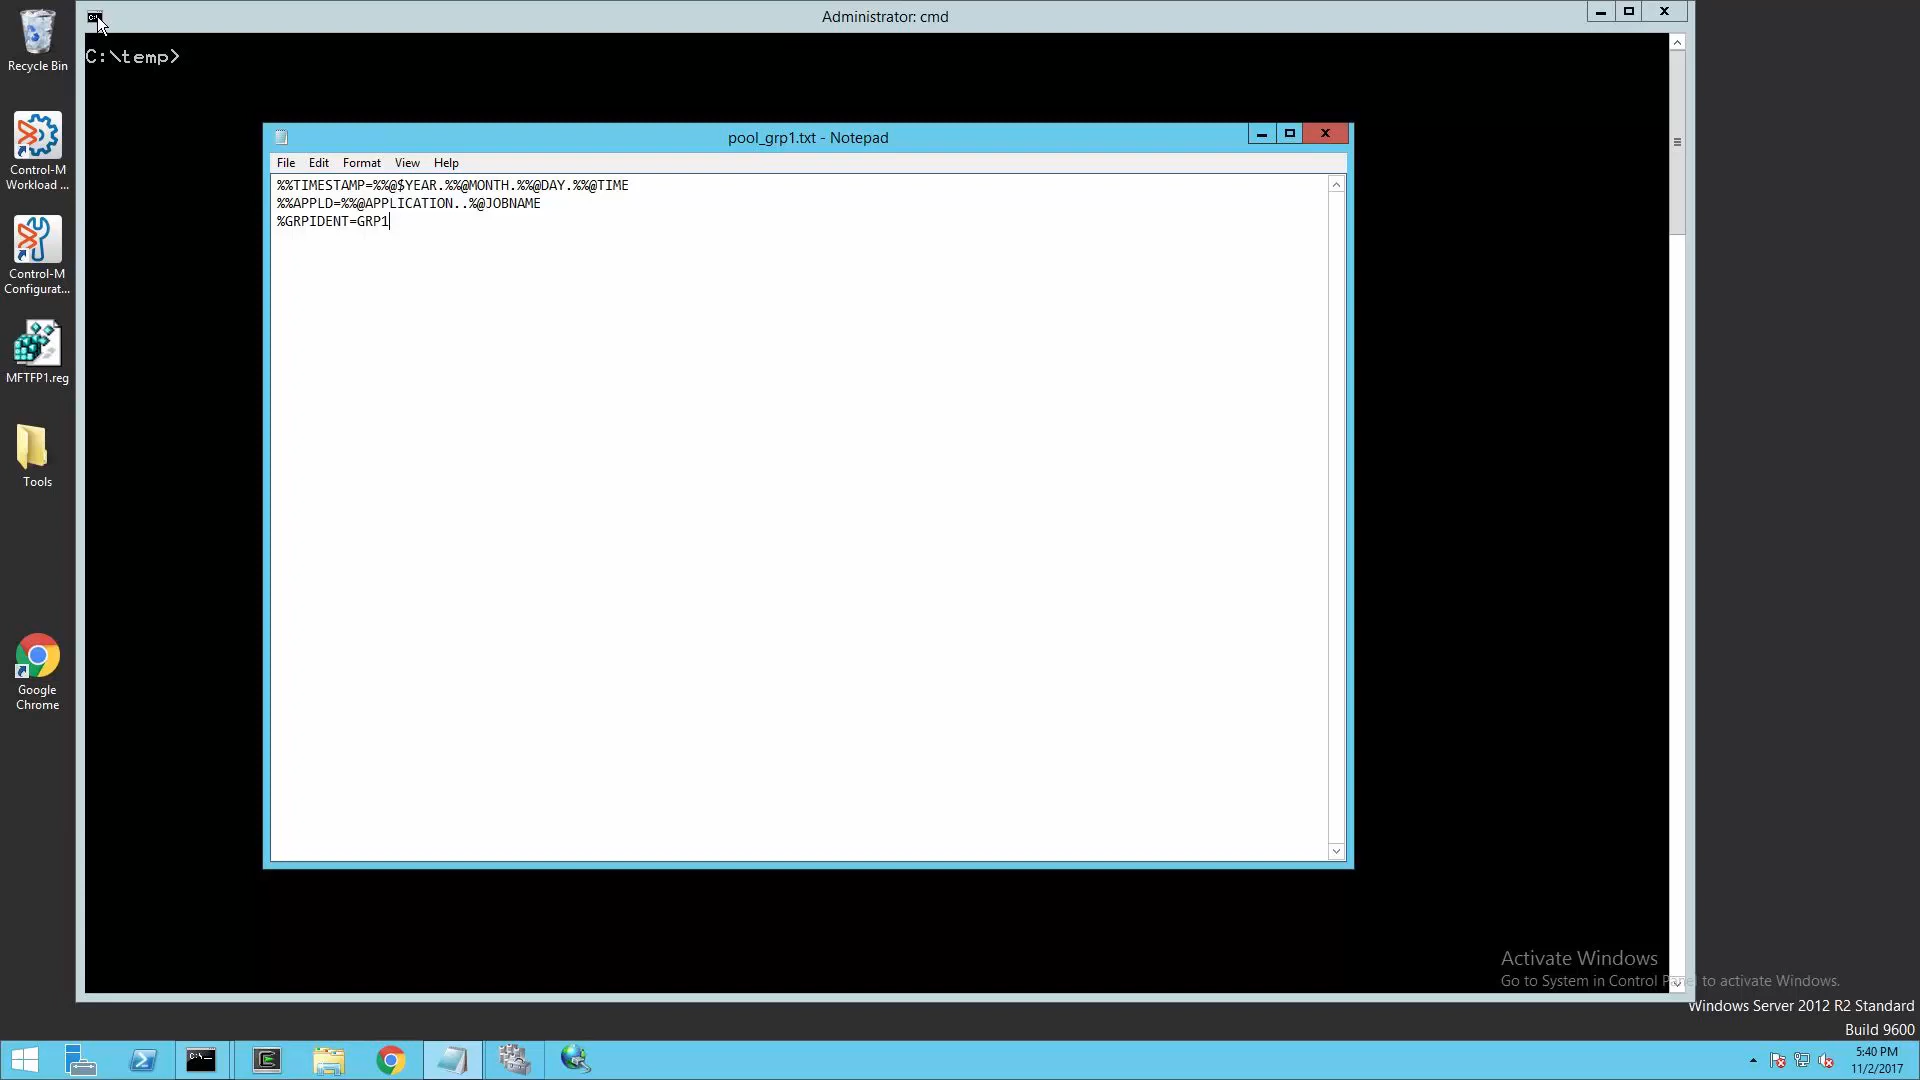 Administrator: cmd
Recycle Bin
C:\temp>
pool_grp1.txt - Notepad
File Edit Format View Help
%%TIMESTAMP=%%@$YEAR.%%@MONTH.%%@DAY.%%@TIME
%%APPLD=%%@APPLICATION..%@JOBNAME
%GRPIDENT=GRP1
Control-M
Workload ...
Control-M
Configurat...
MFTFP1.reg
Tools
Google
Chrome
Activate Windows
Go to System in Control Panel to activate Windows.
Windows Server 2012 R2 Standard
Build 9600
5:40 PM
11/2/2017